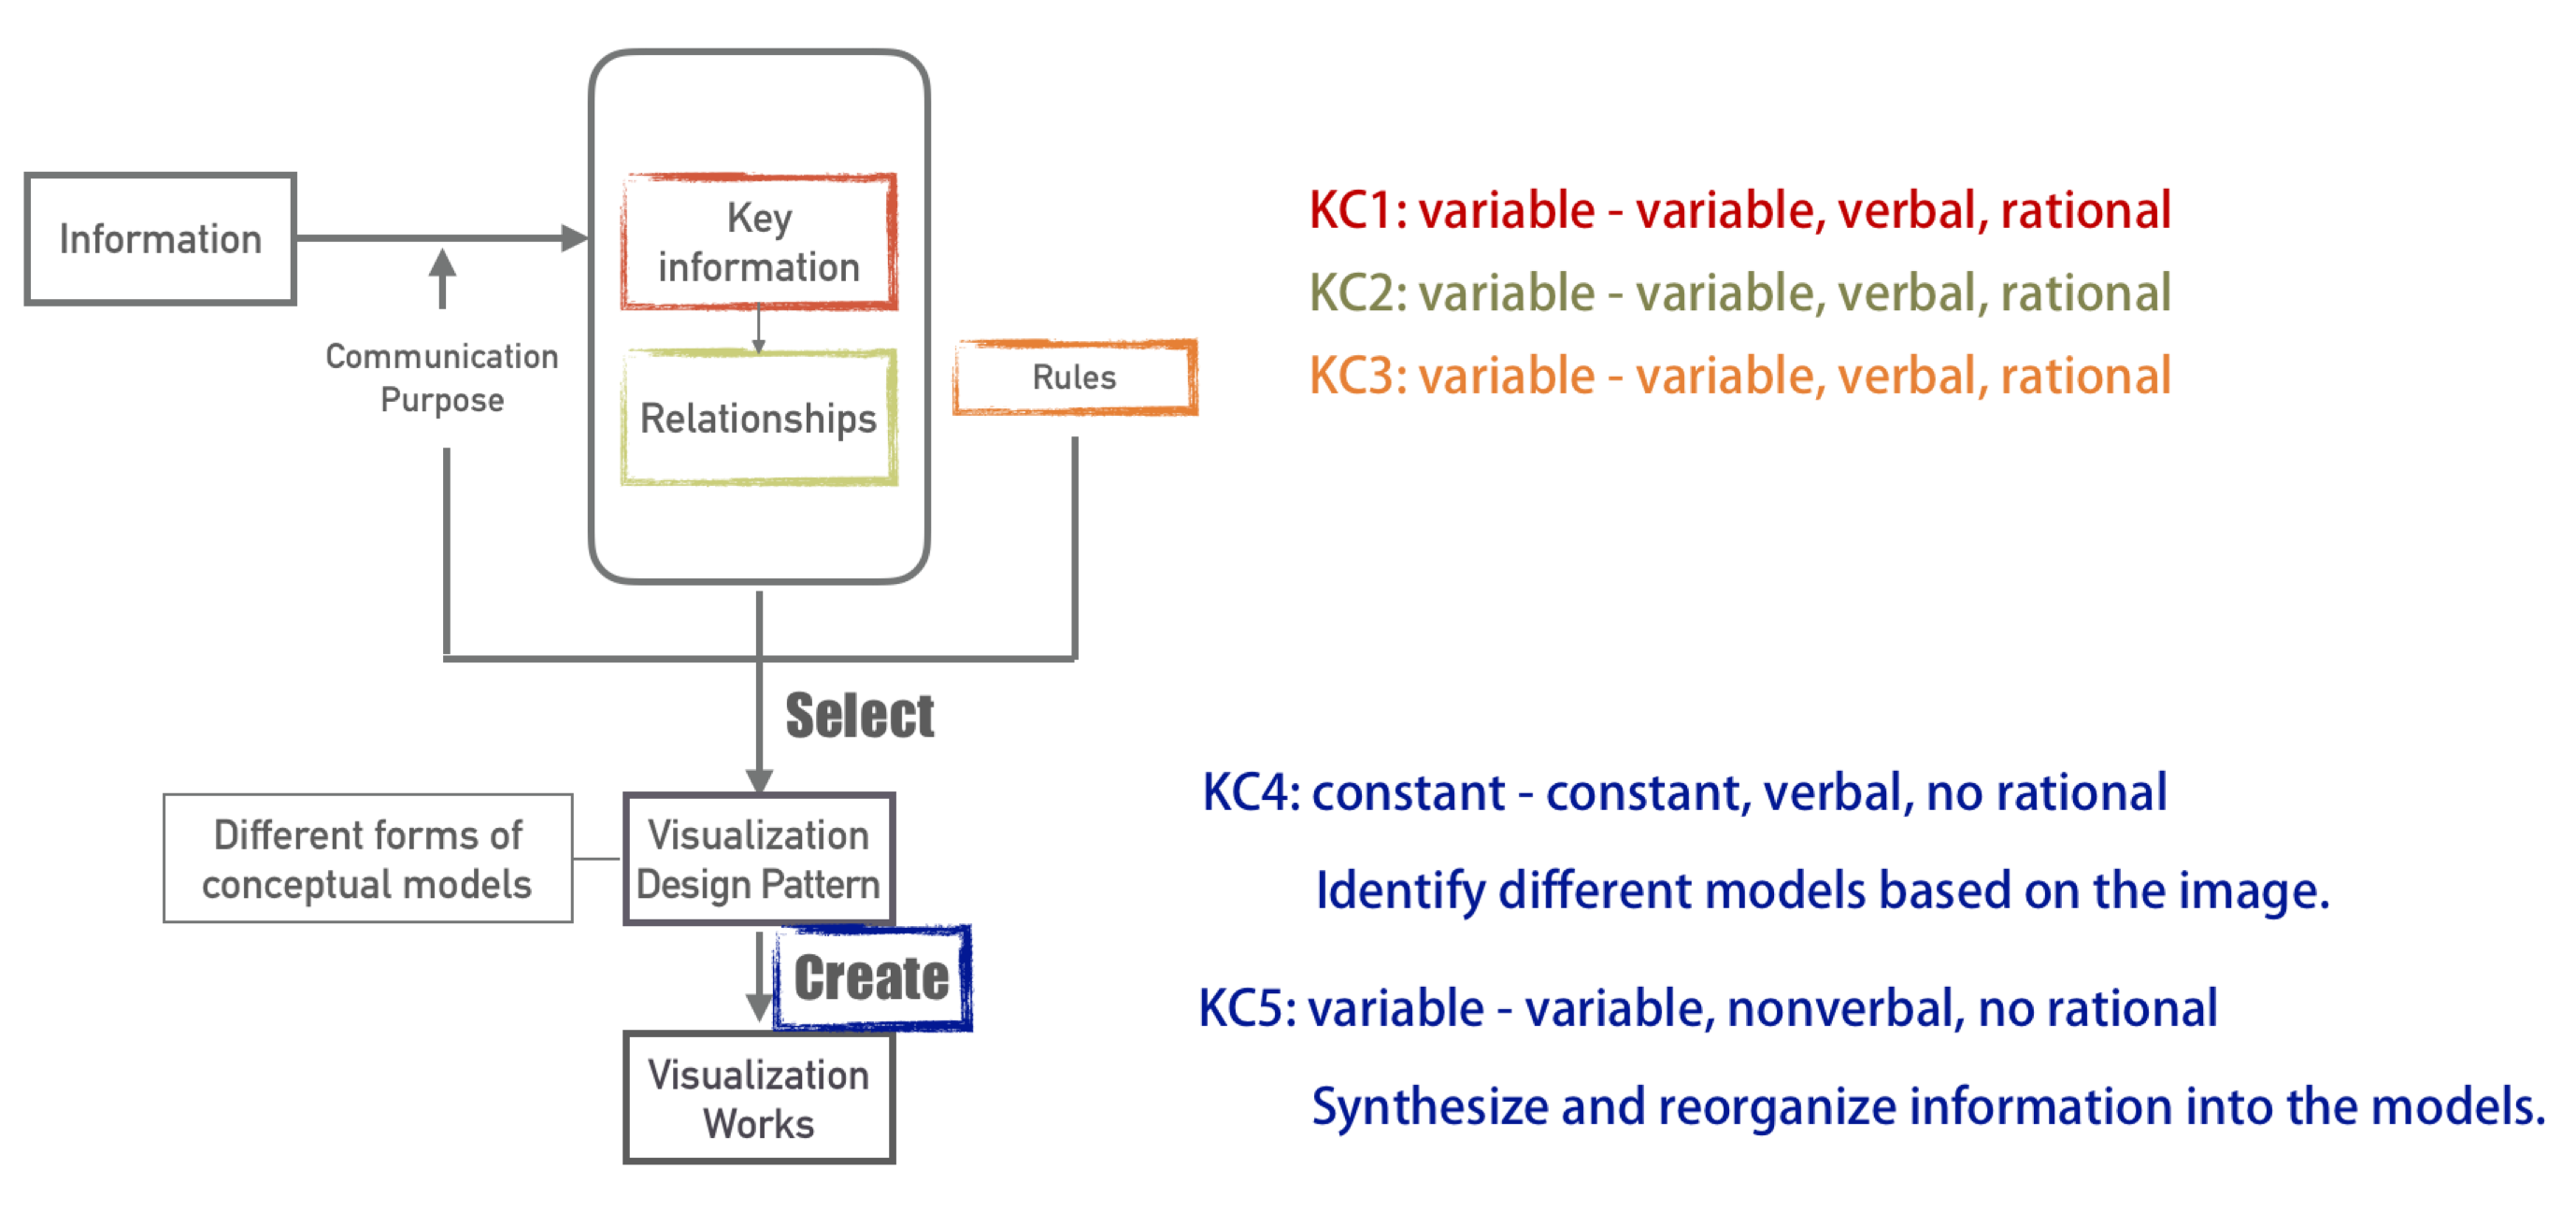 Information
Communication
Purpose
Key
information
Relationships
Rules
Select
Different forms of
conceptual models
Visualization
Design Pattern
Create
Visualization
Works
KC1: variable - variable, verbal, rational
KC2: variable - variable, verbal, rational
KC3: variable - variable, verbal, rational
KC4: constant - constant, verbal, no rational
Identify different models based on the image.
KC5: variable - variable, nonverbal, no rational
Synthesize and reorganize information into the models.